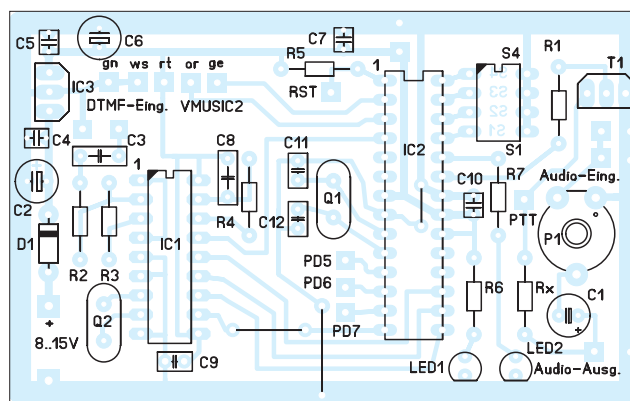 C5
C6
C7
S4
R1
T1
gn ws rt or ge
R5
1
IC3
DTMF-Eing.
VMUSIC2
RST
S4
S3
S2
S1
C4
C3
C8
C11
IC2
S1
1
C10
R7
Audio-Eing.
C2
R4
C12
Q1
PTT
P1
D1
IC1
PD5
R2
R3
PD6
R6
Rx
C1
+
8..15V
Q2
PD7
+
C9
LED1
LED2
Audio-Ausg.